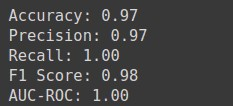 Accuracy: 0.97
Precision: 0.97
Recall: 1.00
F1 Score: 0.98
AUC-ROC: 1.00